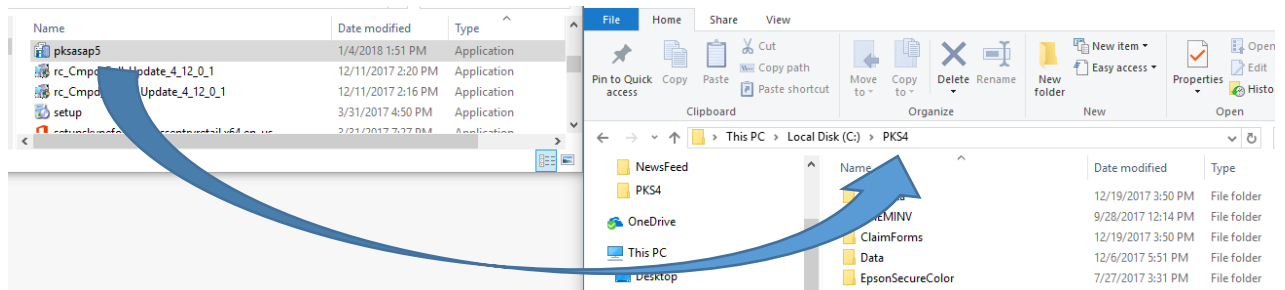 Name Date modified Type
pksasap5 1/4/2018 1:51 PM Application
Update_4_12_0_1 12/11/2017 2:20 PM Application
Update_4_12_0_1 12/11/2017 2:16 PM Application
setup 3/31/2017 4:50 PM Application
File Home Share View
Pin to Quick access
Copy
Paste
Cut
Copy path
Paste shortcut
Clipboard
Move to
Copy to
Delete
Rename
Organize
New folder
New item
Easy access
New
Properties
Open
Edit
Histo
Open
This PC > Local Disk (C:) > PKS4
NewsFeed
PKS4
OneDrive
This PC
Desktop
Name Date modified Type
12/19/2017 3:50 PM File folder
9/28/2017 12:14 PM File folder
ClaimForms 12/19/2017 3:50 PM File folder
Data 12/6/2017 5:51 PM File folder
EpsonSecureColor 7/27/2017 3:31 PM File folder